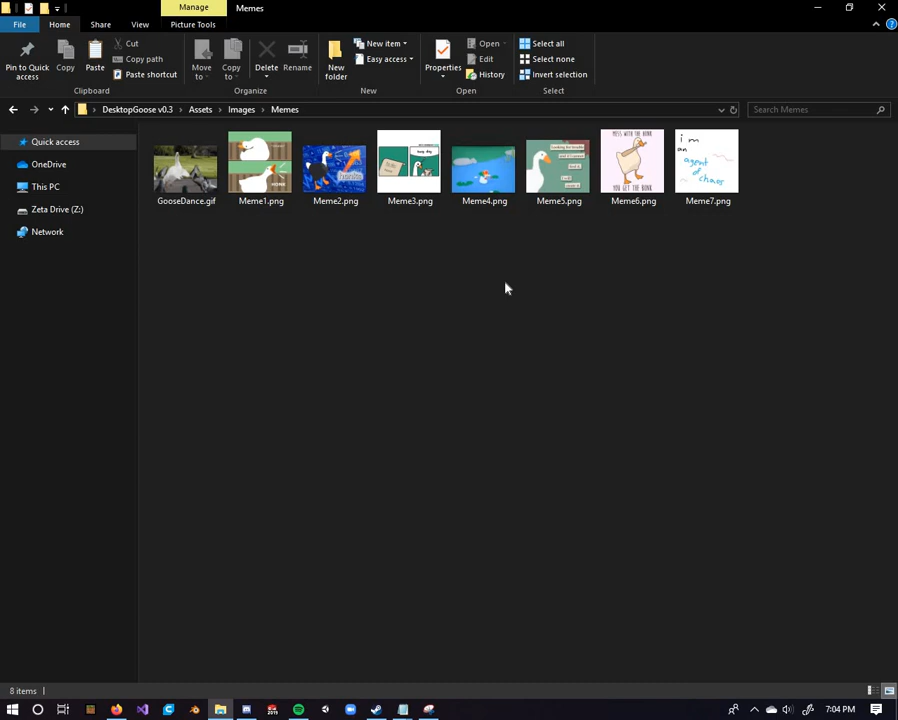 Manage
Memes
File
Home
Share
View
Picture Tools
Pin to Quick access
Copy
Paste
Cut
Copy path
Paste shortcut
Clipboard
Move to
Copy to
Delete
Rename
Organize
New folder
New item
Easy access
New
Properties
Open
Edit
History
Open
Select all
Select none
Invert selection
Select
DesktopGoose v0.3 › Assets › Images › Memes
Search Memes
Quick access
OneDrive
This PC
Zeta Drive (Z:)
Network
MESS WITH THE HONK
YOU GET THE BONK
i m
an
agent
of
chaos
GooseDance.gif
Meme1.png
Meme2.png
Meme3.png
Meme4.png
Meme5.png
Meme6.png
Meme7.png
8 items
2019
7:04 PM